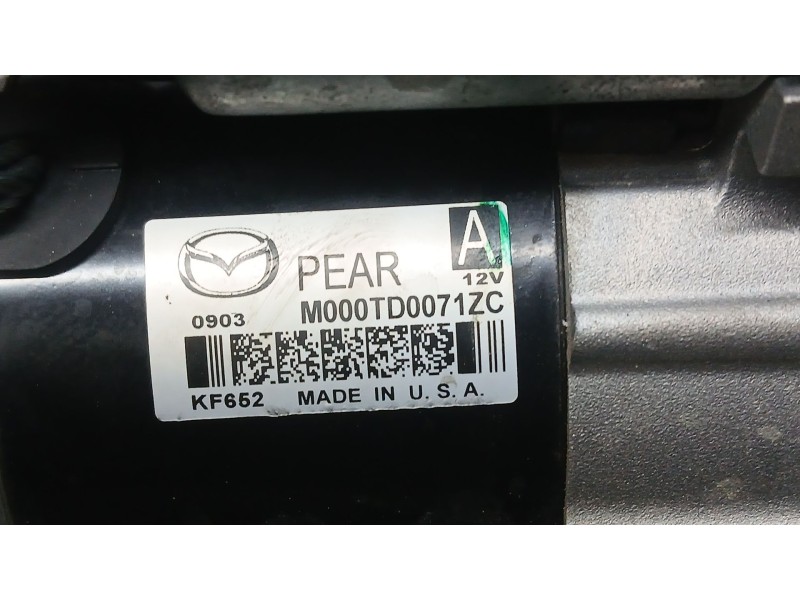 PEAR A
12V
0903 M000TD0071ZC
KF652 MADE IN U.S.A.